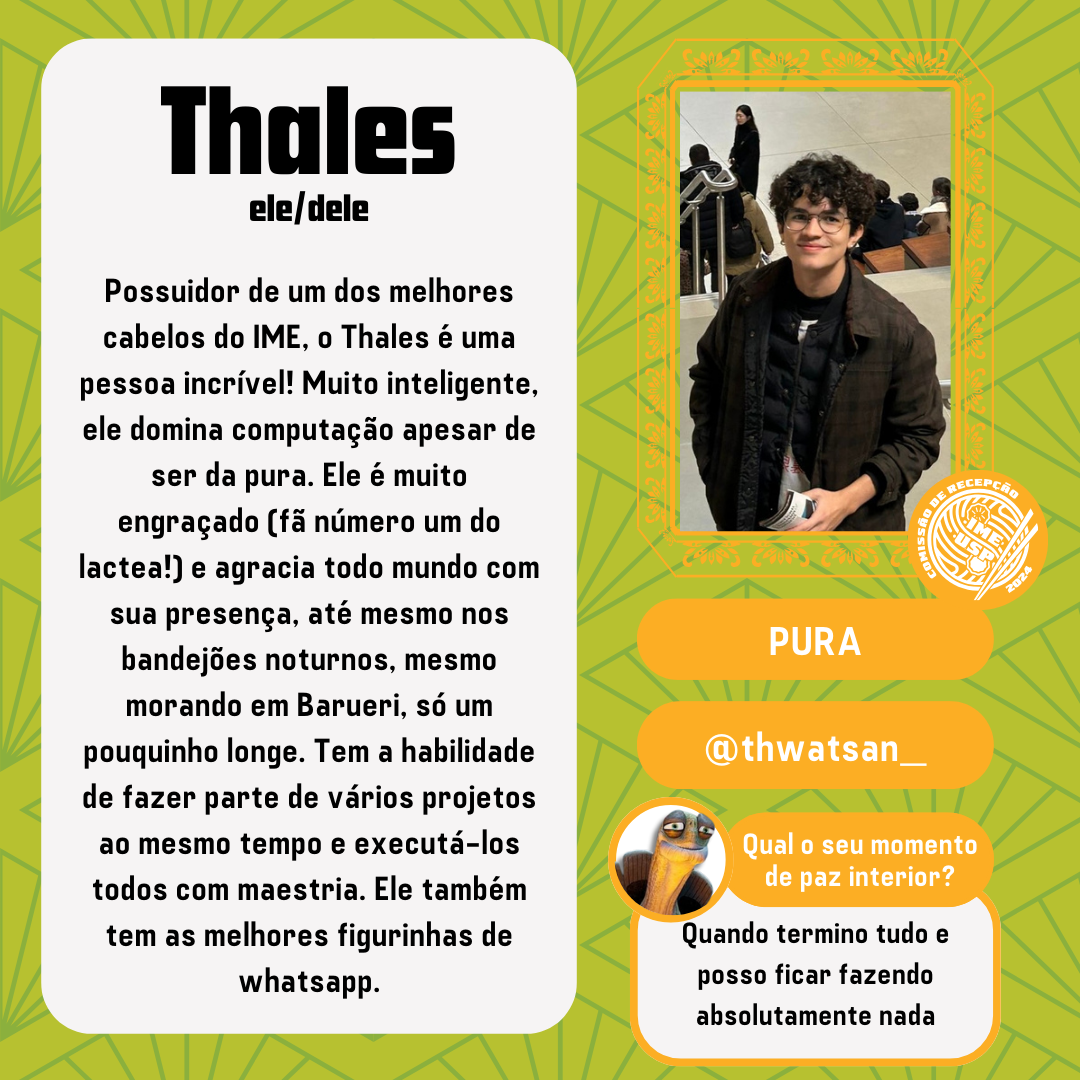 Thales
ele/dele
Possuidor de um dos melhores
cabelos do IME, o Thales é uma
pessoa incrível! Muito inteligente,
ele domina computação apesar de
ser da pura. Ele é muito
engraçado (fã número um do
lactea!) e agracia todo mundo com
sua presença, até mesmo nos
bandejões noturnos, mesmo
morando em Barueri, só um
pouquinho longe. Tem a habilidade
de fazer parte de vários projetos
ao mesmo tempo e executá-los
todos com maestria. Ele também
tem as melhores figurinhas de
whatsapp.
COMISSÃO DE RECEPÇÃO
IME
USP
2024
PURA
@thwatsan_
Qual o seu momento
de paz interior?
Quando termino tudo e
posso ficar fazendo
absolutamente nada